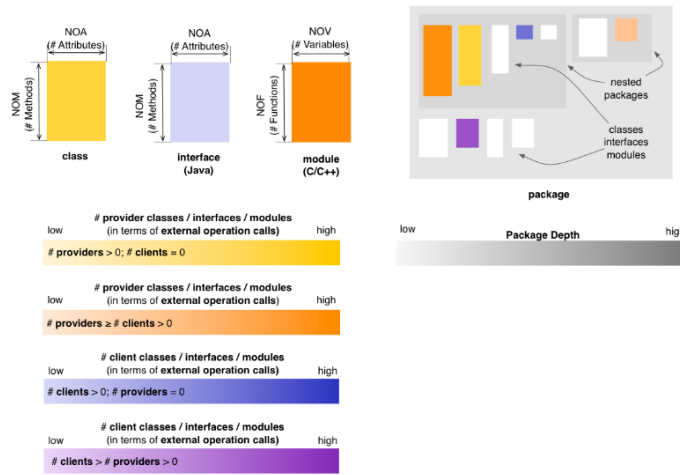 NOA
(# Attributes)
NOM
(# Methods)
class
NOA
(# Attributes)
NOM
(# Methods)
interface
(Java)
NOV
(# Variables)
NOF
(# Functions)
module
(C/C++)
nested
packages
classes
interfaces
modules
package
# provider classes / interfaces / modules
low (in terms of external operation calls) high
# providers > 0; # clients = 0
# provider classes / interfaces / modules
low (in terms of external operation calls) high
# providers ≥ # clients > 0
# client classes / interfaces / modules
low (in terms of external operation calls) high
# clients > 0; # providers = 0
# client classes / interfaces / modules
low (in terms of external operation calls) high
# clients > # providers > 0
low Package Depth high